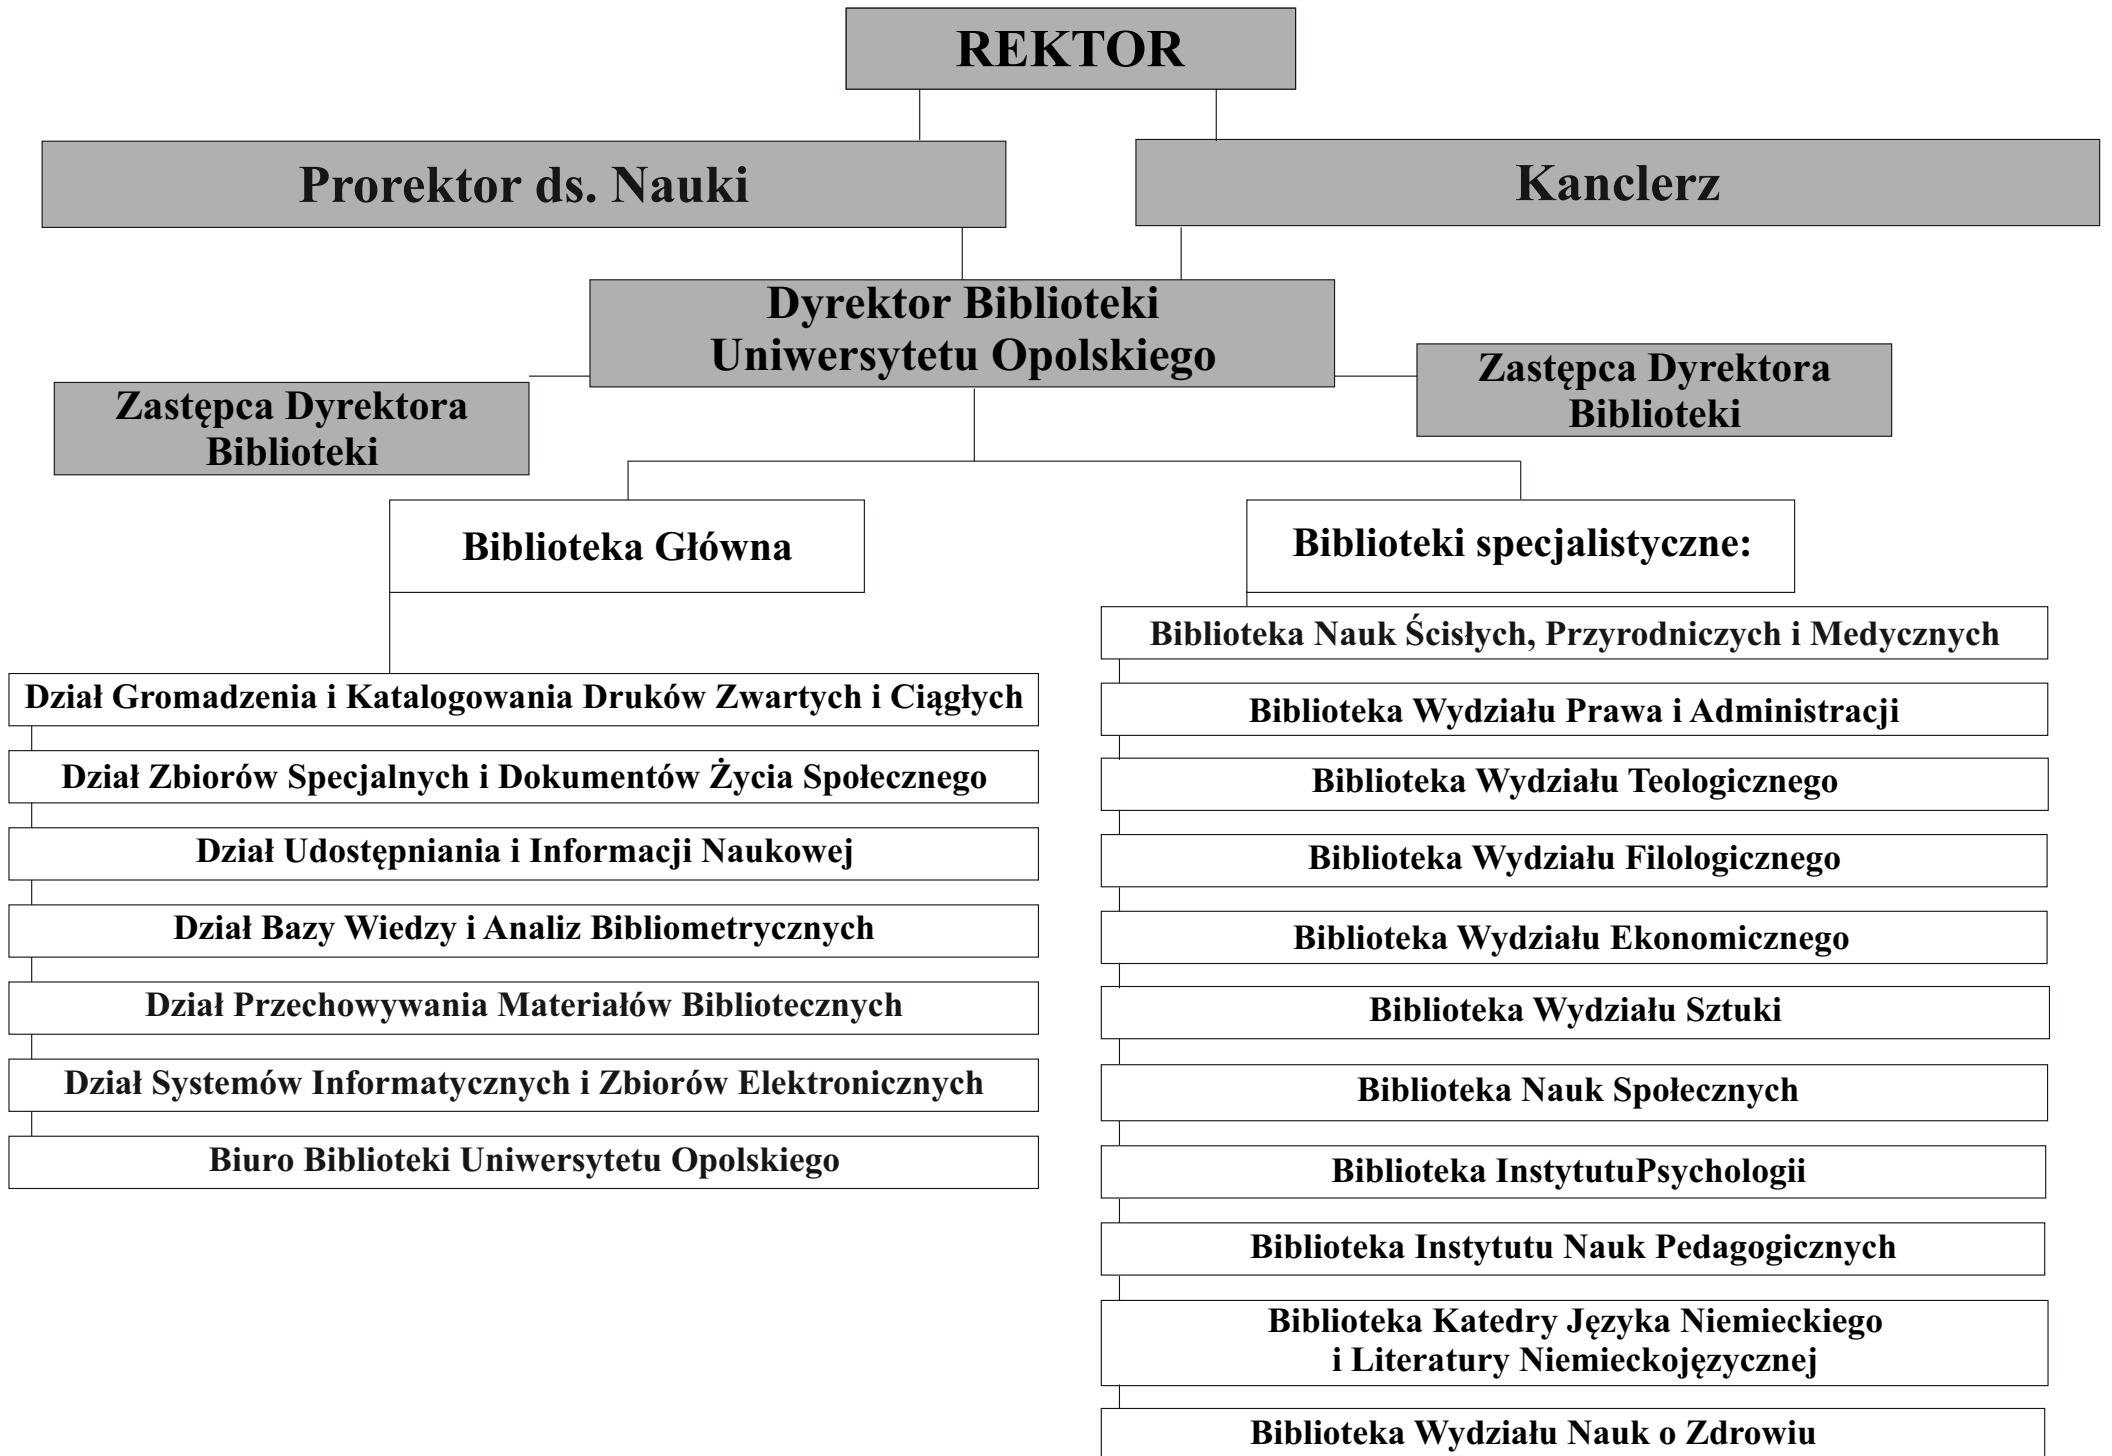 REKTOR
Prorektor ds. Nauki
Kanclerz
Dyrektor Biblioteki
Uniwersytetu Opolskiego
Zastępca Dyrektora
Biblioteki
Zastępca Dyrektora
Biblioteki
Biblioteka Główna
Dział Gromadzenia i Katalogowania Druków Zwartych i Ciągłych
Dział Zbiorów Specjalnych i Dokumentów Życia Społecznego
Dział Udostępniania i Informacji Naukowej
Dział Bazy Wiedzy i Analiz Bibliometrycznych
Dział Przechowywania Materiałów Bibliotecznych
Dział Systemów Informatycznych i Zbiorów Elektronicznych
Biuro Biblioteki Uniwersytetu Opolskiego
Biblioteki specjalistyczne:
Biblioteka Nauk Ścisłych, Przyrodniczych i Medycznych
Biblioteka Wydziału Prawa i Administracji
Biblioteka Wydziału Teologicznego
Biblioteka Wydziału Filologicznego
Biblioteka Wydziału Ekonomicznego
Biblioteka Wydziału Sztuki
Biblioteka Nauk Społecznych
Biblioteka InstytutuPsychologii
Biblioteka Instytutu Nauk Pedagogicznych
Biblioteka Katedry Języka Niemieckiego
i Literatury Niemieckojęzycznej
Biblioteka Wydziału Nauk o Zdrowiu